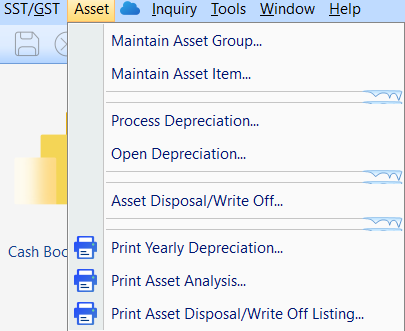 SST/GST Asset Inquiry Tools Window Help
Maintain Asset Group...
Maintain Asset Item...
Process Depreciation...
Open Depreciation...
Asset Disposal/Write Off...
Cash Boo
Print Yearly Depreciation...
Print Asset Analysis...
Print Asset Disposal/Write Off Listing...